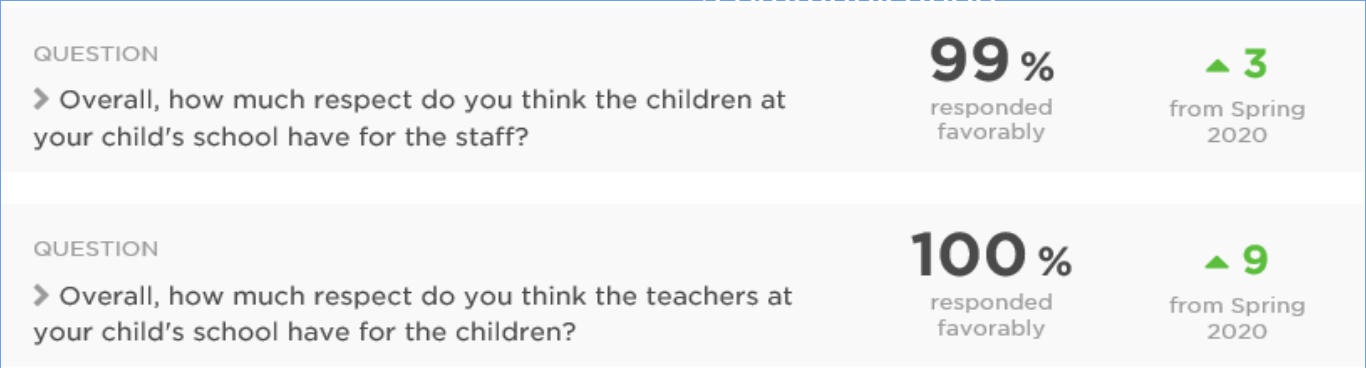 QUESTION
Overall, how much respect do you think the children at
your child's school have for the staff?
99 %
responded
favorably
▲ 3
from Spring
2020
QUESTION
Overall, how much respect do you think the teachers at
your child's school have for the children?
100 %
responded
favorably
▲ 9
from Spring
2020